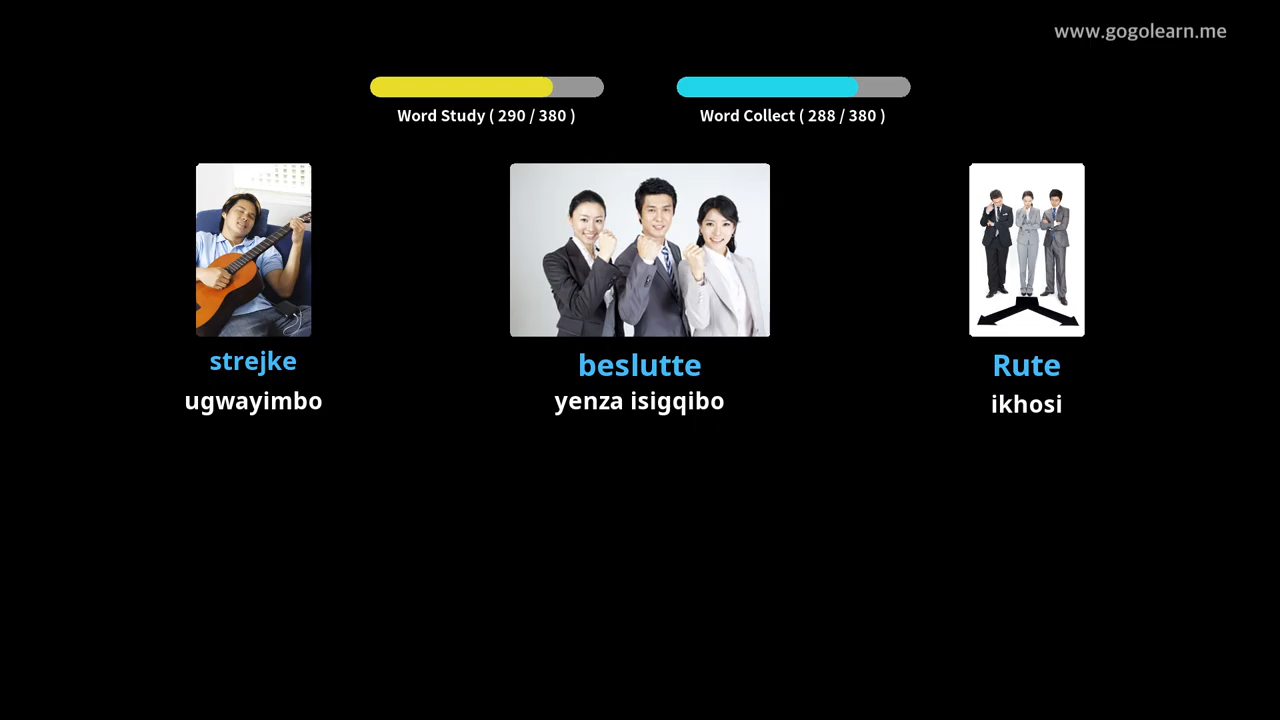 www.gogolearn.me
Word Study ( 290 / 380 )
Word Collect ( 288 / 380 )
strejke
ugwayimbo
beslutte
yenza isigqibo
Rute
ikhosi